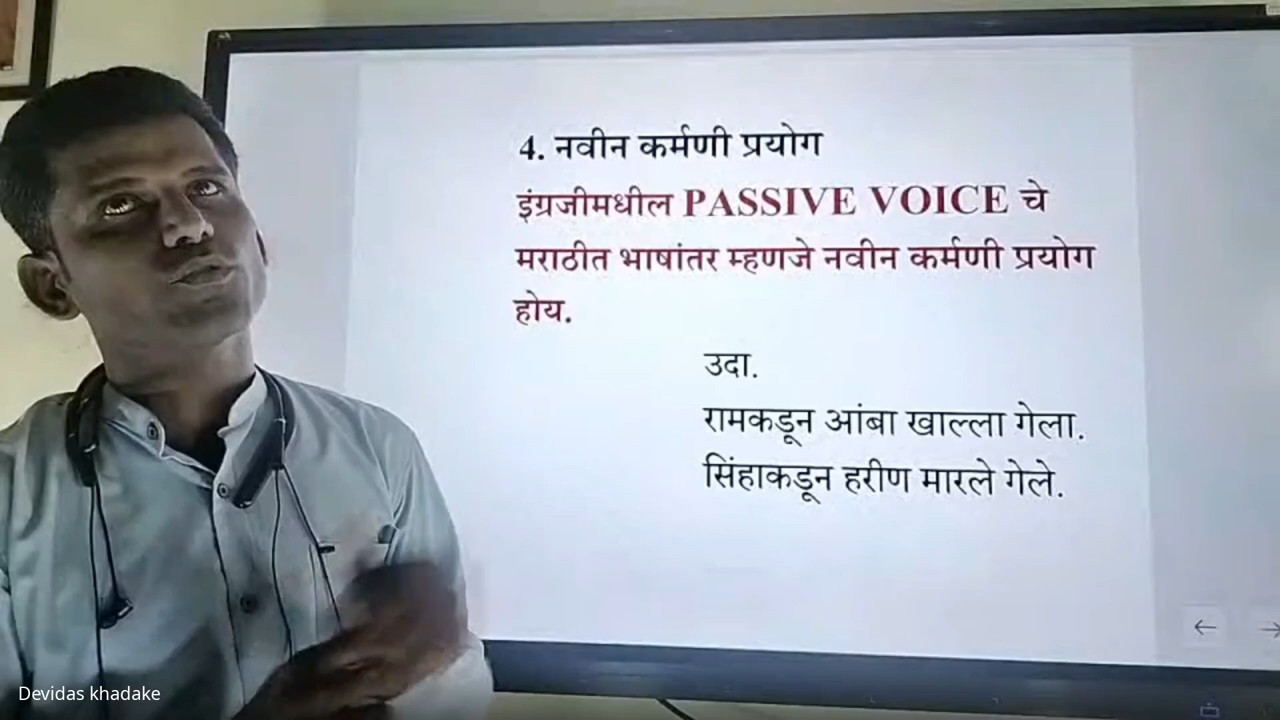 4. नवीन कर्मणी प्रयोग
इंग्रजीमधील PASSIVE VOICE चे
मराठीत भाषांतर म्हणजे नवीन कर्मणी प्रयोग
होय.
उदा.
रामकडून आंबा खाल्ला गेला.
सिंहाकडून हरीण मारले गेले.
Devidas khadake